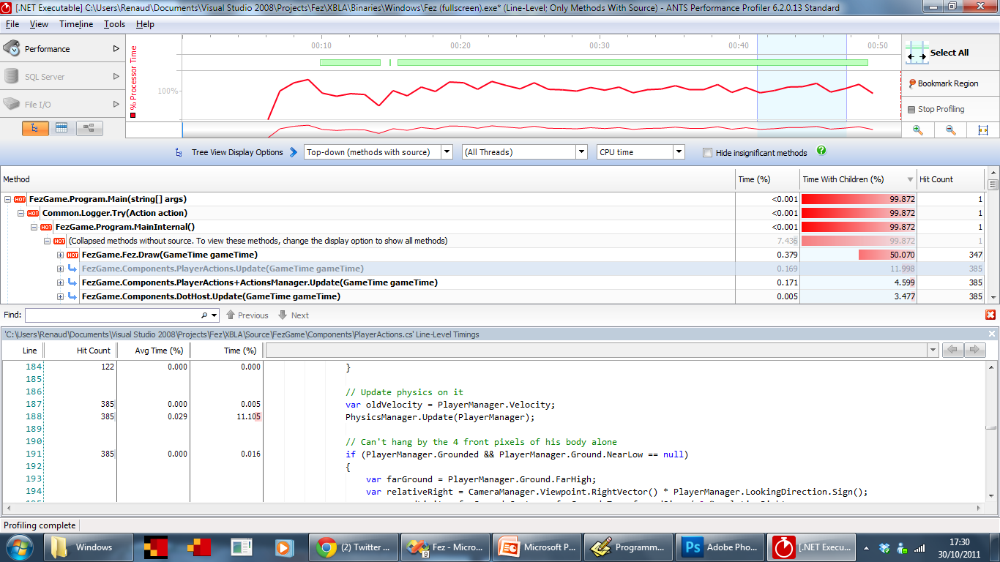 [.NET Executable] C:\Users\Renaud\Documents\Visual Studio 2008\Projects\Fez\XBLA\Binaries\Windows\Fez (fullscreen).exe* (Line-Level; Only Methods With Source) - ANTS Performance Profiler 6.2.0.13 Standard
File View Timeline Tools Help
Performance
SQL Server
File I/O
% Processor Time
00:10 00:20 00:30 00:40 00:50
100%
Select All
Bookmark Region
Stop Profiling
Tree View Display Options Top-down (methods with source) (All Threads) CPU time Hide insignificant methods
Method Time (%) Time With Children (%) Hit Count
HOT FezGame.Program.Main(string[] args) <0.001 99.872 1
HOT Common.Logger.Try(Action action) <0.001 99.872 1
HOT FezGame.Program.MainInternal() <0.001 99.872 1
HOT (Collapsed methods without source. To view these methods, change the display option to show all methods) 7.436 99.872 1
HOT FezGame.Fez.Draw(GameTime gameTime) 0.379 50.070 347
FezGame.Components.PlayerActions.Update(GameTime gameTime) 0.169 11.998 385
FezGame.Components.PlayerActions+ActionsManager.Update(GameTime gameTime) 0.171 4.599 385
FezGame.Components.DotHost.Update(GameTime gameTime) 0.005 3.477 385
Find: Previous Next
'C:\Users\Renaud\Documents\Visual Studio 2008\Projects\Fez\XBLA\Source\FezGame\Components\PlayerActions.cs' Line-Level Timings
Line Hit Count Avg Time (%) Time (%)
184 122 0.000 0.000 }
185
186 // Update physics on it
187 385 0.000 0.005 var oldVelocity = PlayerManager.Velocity;
188 385 0.029 11.105 PhysicsManager.Update(PlayerManager);
189
190 // Can't hang by the 4 front pixels of his body alone
191 385 0.000 0.016 if (PlayerManager.Grounded && PlayerManager.Ground.NearLow == null)
192 {
193 var farGround = PlayerManager.Ground.FarHigh;
194 var relativeRight = CameraManager.Viewpoint.RightVector() * PlayerManager.LookingDirection.Sign();
Profiling complete
Windows (2) Twitter ... 9 Fez - Micro... Microsoft P... Programm... Ps Adobe Pho... [.NET Execu...
17:30
30/10/2011